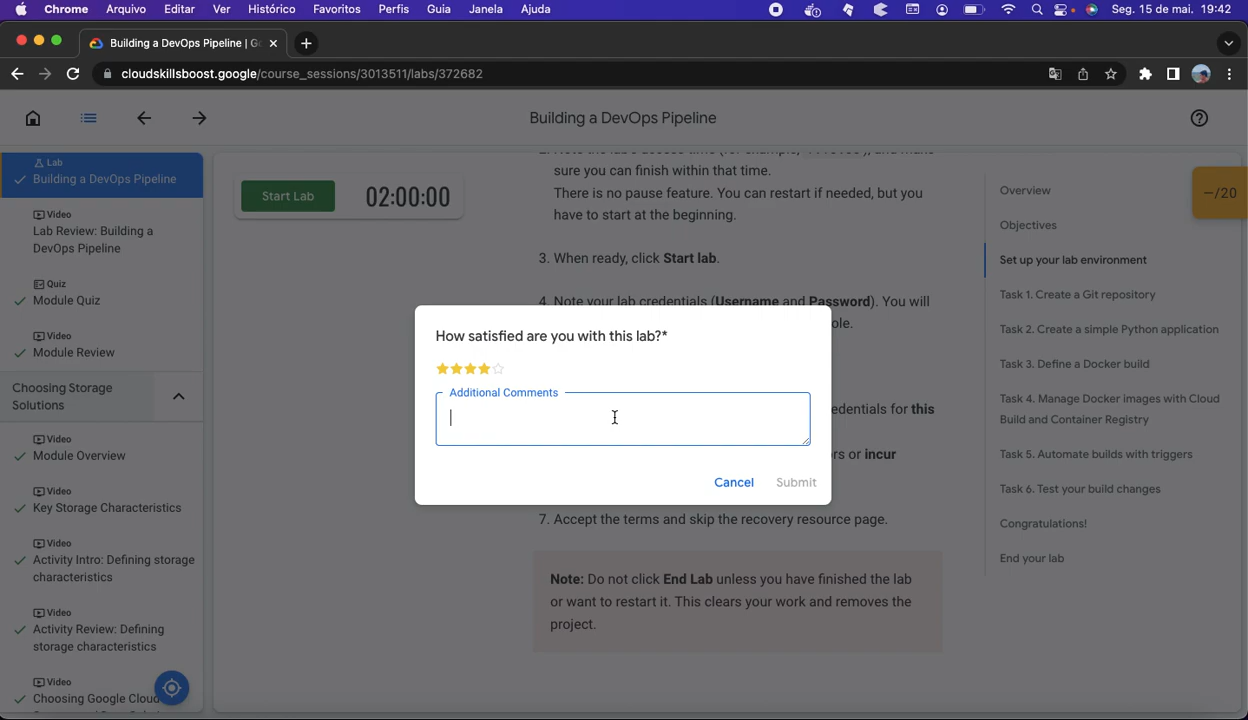 Chrome Arquivo Editar Ver Histórico Favoritos Perfis Guia Janela Ajuda Seg. 15 de mai. 19:42
Building a DevOps Pipeline | G
cloudskillsboost.google/course_sessions/3013511/labs/372682
Building a DevOps Pipeline
Lab
Building a DevOps Pipeline
Video
Lab Review: Building a
DevOps Pipeline
Quiz
Module Quiz
Video
Module Review
Choosing Storage
Solutions
Video
Module Overview
Video
Key Storage Characteristics
Video
Activity Intro: Defining storage
characteristics
Video
Activity Review: Defining
storage characteristics
Video
Choosing Google Cloud
Start Lab 02:00:00
sure you can finish within that time.
There is no pause feature. You can restart if needed, but you
have to start at the beginning.
3. When ready, click Start lab.
4. Note your lab credentials (Username and Password). You will
ole.
edentials for this
rs or incur
7. Accept the terms and skip the recovery resource page.
Note: Do not click End Lab unless you have finished the lab
or want to restart it. This clears your work and removes the
project.
How satisfied are you with this lab?*
Additional Comments
Cancel Submit
Overview
Objectives
Set up your lab environment
Task 1. Create a Git repository
Task 2. Create a simple Python application
Task 3. Define a Docker build
Task 4. Manage Docker images with Cloud
Build and Container Registry
Task 5. Automate builds with triggers
Task 6. Test your build changes
Congratulations!
End your lab
–/20